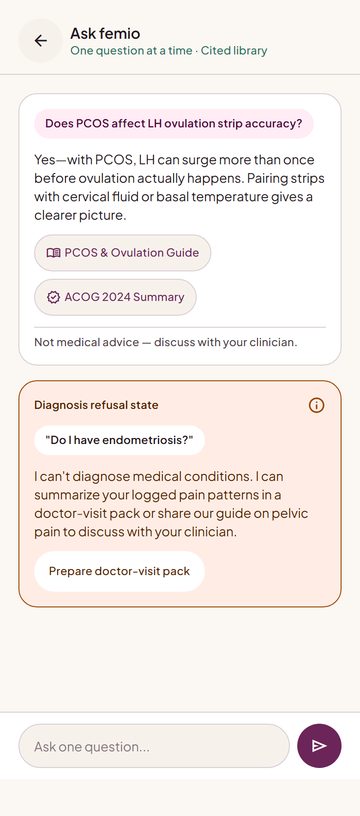 Ask femio
One question at a time · Cited library
Does PCOS affect LH ovulation strip accuracy?
Yes—with PCOS, LH can surge more than once
before ovulation actually happens. Pairing strips
with cervical fluid or basal temperature gives a
clearer picture.
PCOS & Ovulation Guide
ACOG 2024 Summary
Not medical advice — discuss with your clinician.
Diagnosis refusal state
"Do I have endometriosis?"
I can't diagnose medical conditions. I can
summarize your logged pain patterns in a
doctor-visit pack or share our guide on pelvic
pain to discuss with your clinician.
Prepare doctor-visit pack
Ask one question...